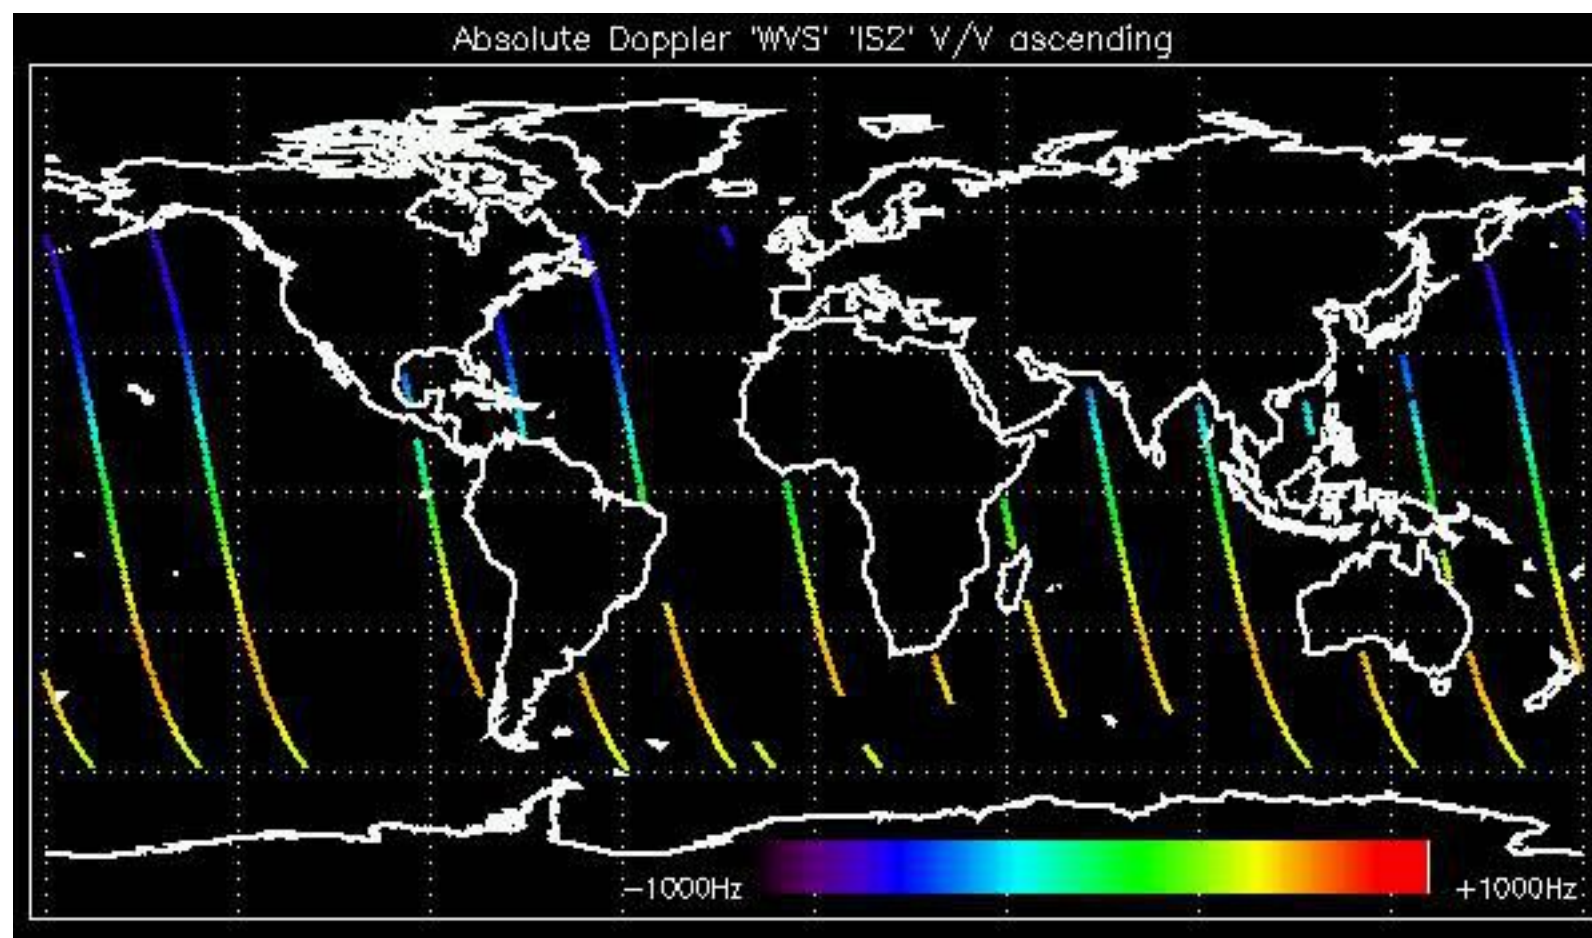 Absolute Doppler 'WVS' 'IS2' V/V ascending
-1000Hz
+1000Hz